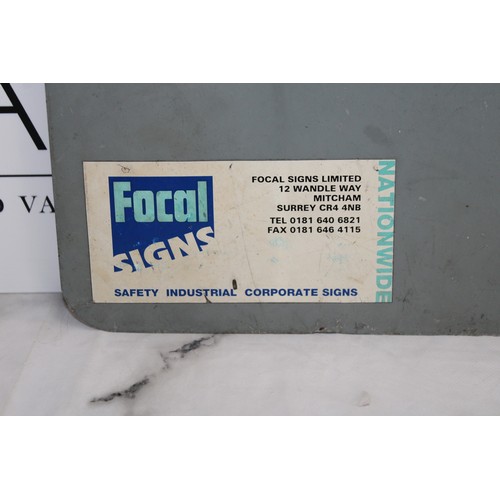 A
D VA
Focal
SIGNS
FOCAL SIGNS LIMITED
12 WANDLE WAY
MITCHAM
SURREY CR4 4NB
TEL 0181 640 6821
FAX 0181 646 4115
NATIONWIDE
SAFETY INDUSTRIAL CORPORATE SIGNS